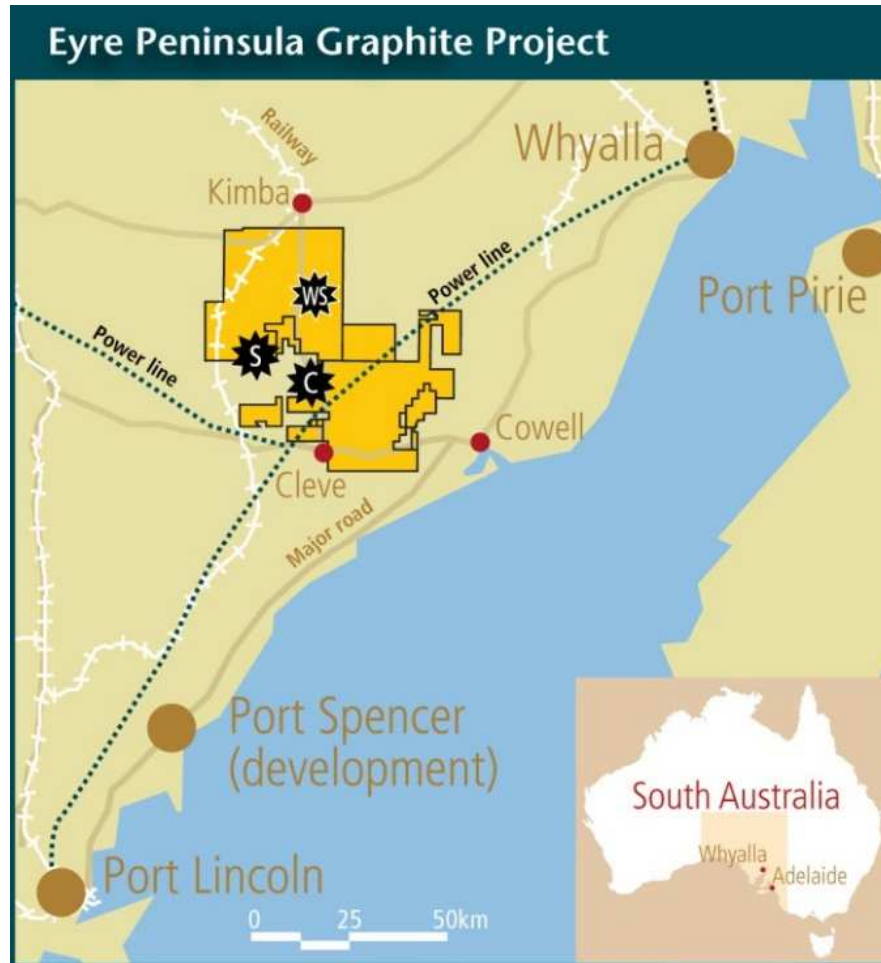 Eyre Peninsula Graphite Project
Railway
Whyalla
Kimba
Power line
WS
Port Pirie
Power line
S
C
Cowell
Cleve
Major road
Port Spencer
(development)
South Australia
Whyalla
Adelaide
Port Lincoln
0 25 50km